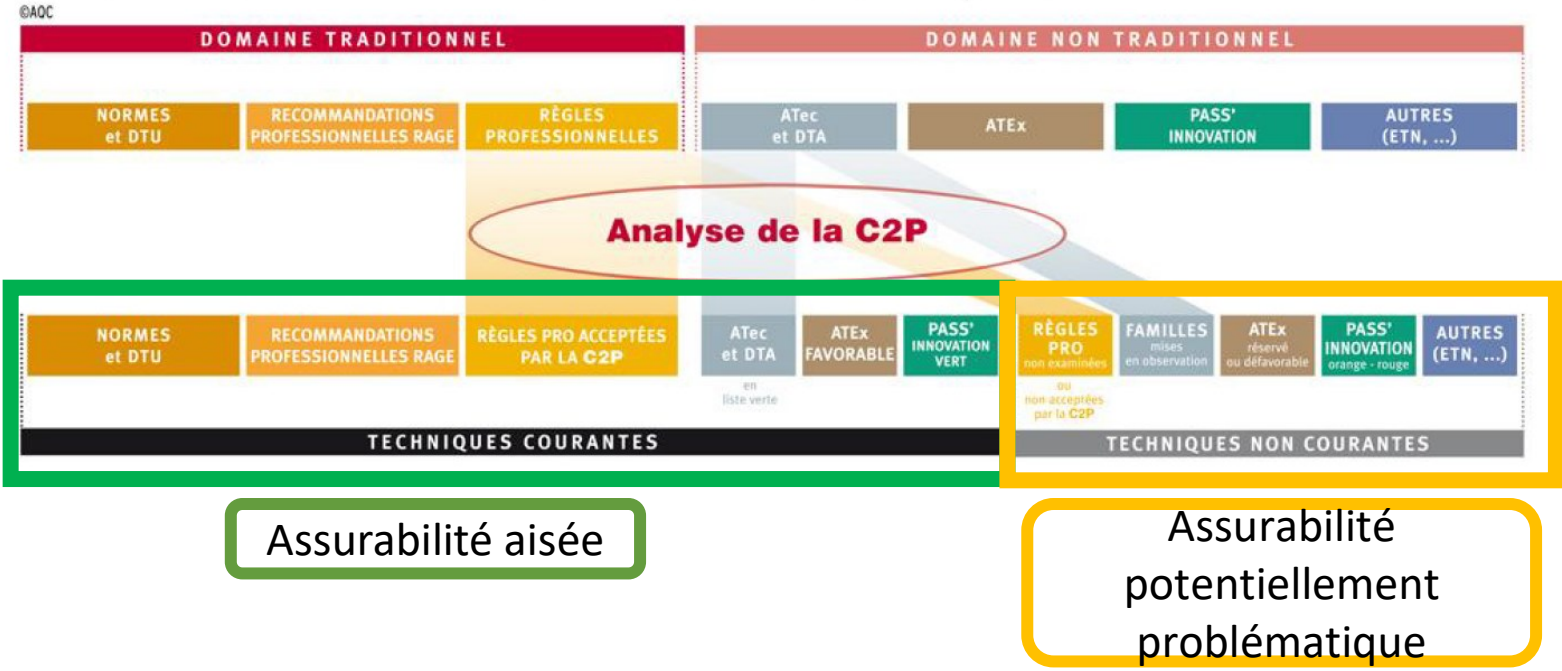 ©AQC
DOMAINE TRADITIONNEL
DOMAINE NON TRADITIONNEL
NORMES
et DTU
RECOMMANDATIONS
PROFESSIONNELLES RAGE
RÈGLES
PROFESSIONNELLES
ATec
et DTA
ATEx
PASS'
INNOVATION
AUTRES
(ETN, ...)
Analyse de la C2P
NORMES
et DTU
RECOMMANDATIONS
PROFESSIONNELLES RAGE
RÈGLES PRO ACCEPTÉES
PAR LA C2P
ATec
et DTA
en
liste verte
ATEx
FAVORABLE
PASS'
INNOVATION
VERT
RÈGLES
PRO
non examinées
ou
non acceptées
par la C2P
FAMILLES
mises
en observation
ATEx
réservé
ou défavorable
PASS'
INNOVATION
orange - rouge
AUTRES
(ETN, ...)
TECHNIQUES COURANTES
TECHNIQUES NON COURANTES
Assurabilité aisée
Assurabilité
potentiellement
problématique